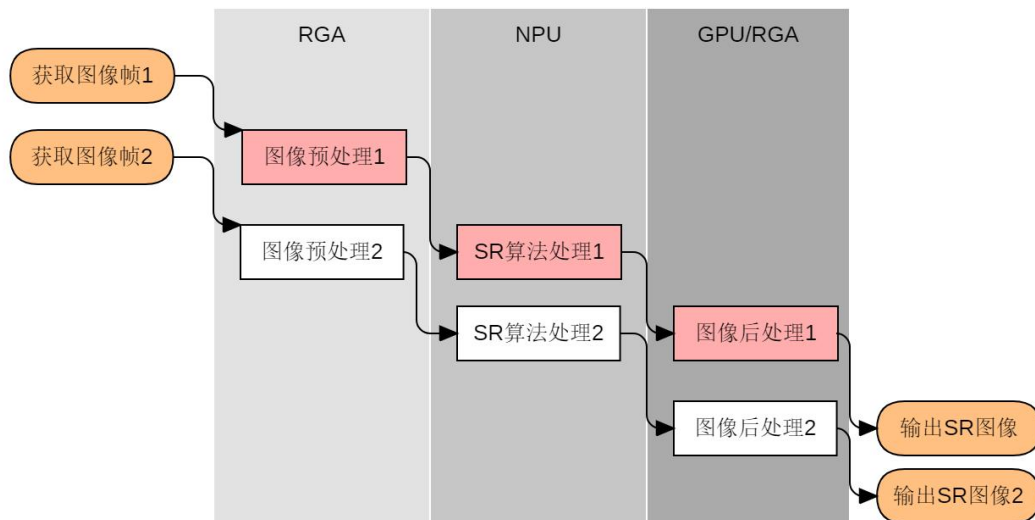 RGA
NPU
GPU/RGA
获取图像帧1
获取图像帧2
图像预处理1
图像预处理2
SR算法处理1
SR算法处理2
图像后处理1
图像后处理2
输出SR图像
输出SR图像2